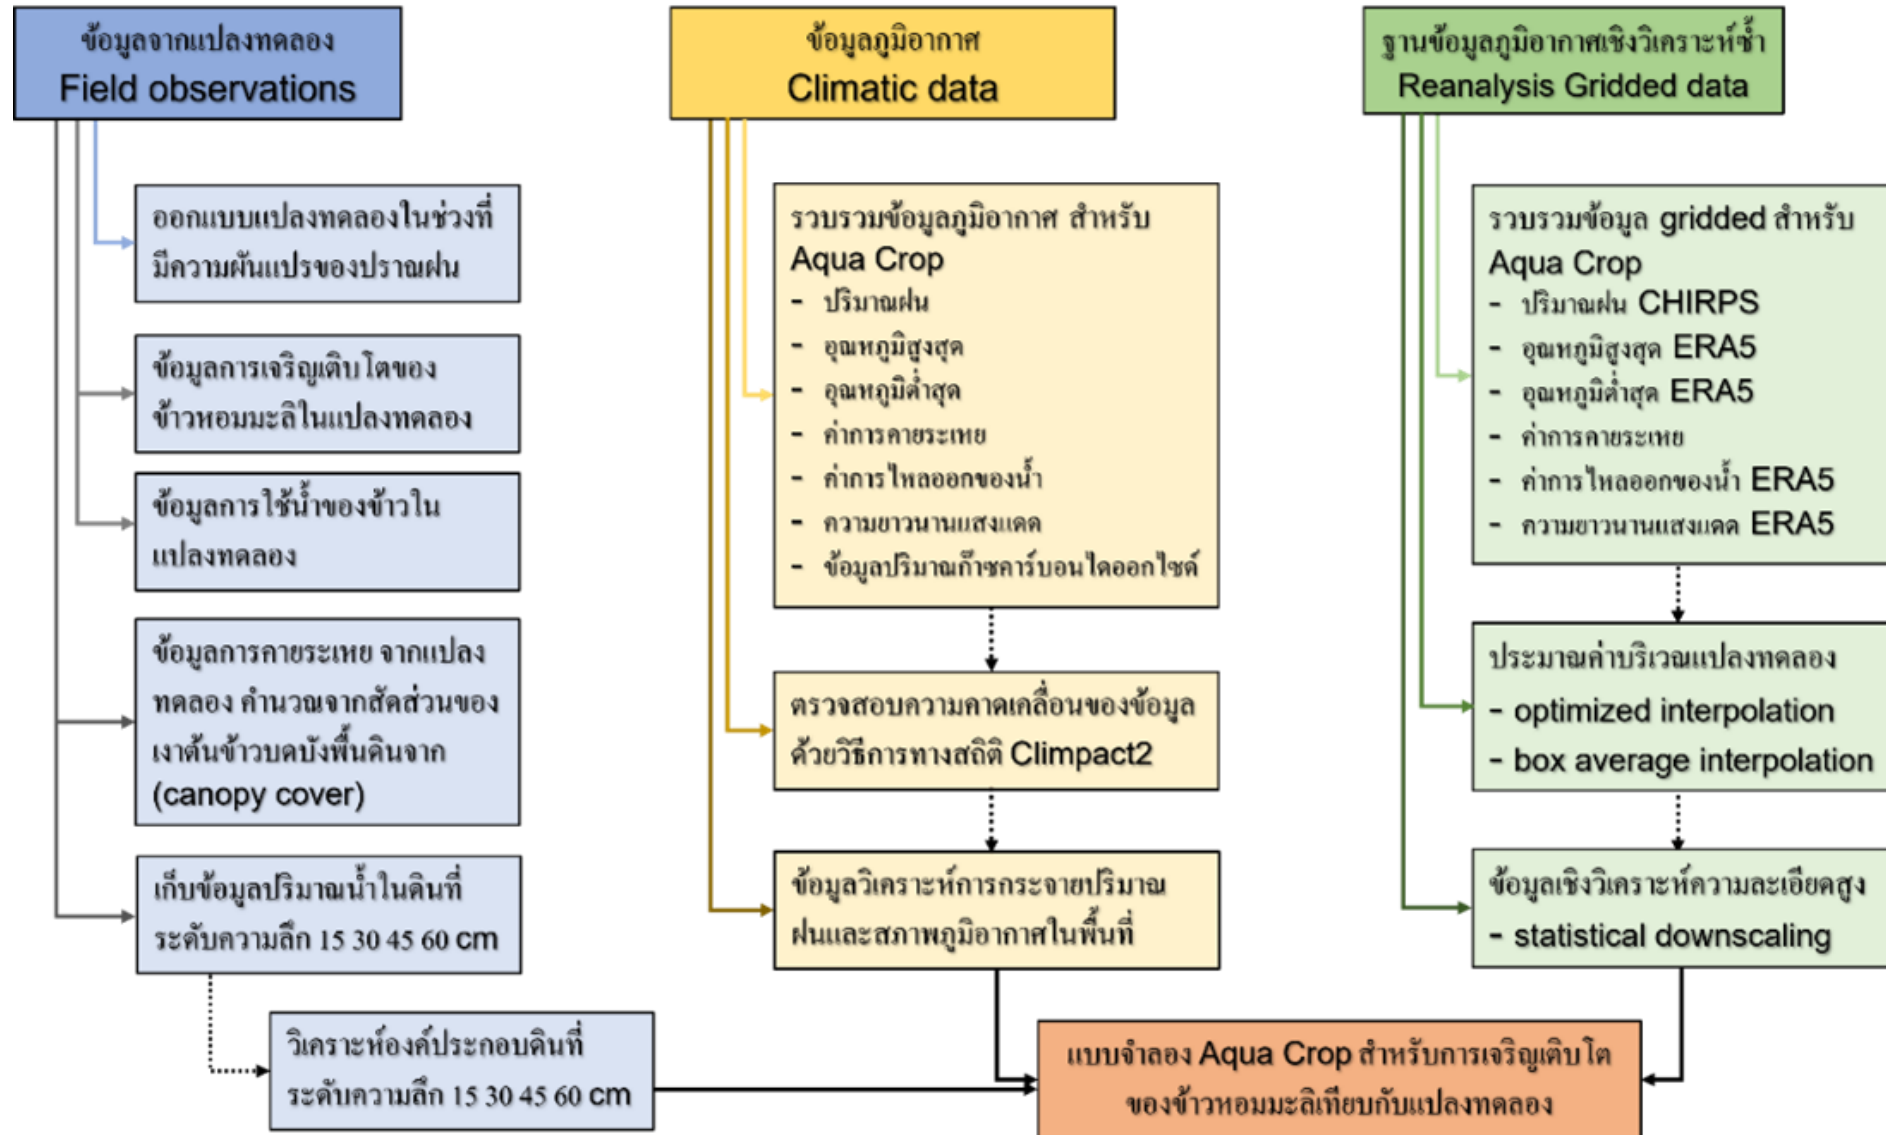 ข้อมูลจากแปลงทดลอง
Field observations
ออกแบบแปลงทดลองในช่วงที่
มีความผันแปรของปราณฝน
ข้อมูลการเจริญเติบโตของ
ข้าวหอมมะลิในแปลงทดลอง
ข้อมูลการใช้น้ำของข้าวใน
แปลงทดลอง
ข้อมูลการคายระเหย จากแปลง
ทดลอง คำนวณจากสัดส่วนของ
เงาต้นข้าวบดบังพื้นดินจาก
(canopy cover)
เก็บข้อมูลปริมาณน้ำในดินที่
ระดับความลึก 15 30 45 60 cm
วิเคราะห์องค์ประกอบดินที่
ระดับความลึก 15 30 45 60 cm
ข้อมูลภูมิอากาศ
Climatic data
รวบรวมข้อมูลภูมิอากาศ สำหรับ
Aqua Crop
- ปริมาณฝน
- อุณหภูมิสูงสุด
- อุณหภูมิต่ำสุด
- ค่าการคายระเหย
- ค่าการไหลออกของน้ำ
- ความยาวนานแสงแดด
- ข้อมูลปริมาณก๊าซคาร์บอนไดออกไซด์
ตรวจสอบความคาดเคลื่อนของข้อมูล
ด้วยวิธีการทางสถิติ Climpact2
ข้อมูลวิเคราะห์การกระจายปริมาณ
ฝนและสภาพภูมิอากาศในพื้นที่
ฐานข้อมูลภูมิอากาศเชิงวิเคราะห์ซ้ำ
Reanalysis Gridded data
รวบรวมข้อมูล gridded สำหรับ
Aqua Crop
- ปริมาณฝน CHIRPS
- อุณหภูมิสูงสุด ERA5
- อุณหภูมิต่ำสุด ERA5
- ค่าการคายระเหย
- ค่าการไหลออกของน้ำ ERA5
- ความยาวนานแสงแดด ERA5
ประมาณค่าบริเวณแปลงทดลอง
- optimized interpolation
- box average interpolation
ข้อมูลเชิงวิเคราะห์ความละเอียดสูง
- statistical downscaling
แบบจำลอง Aqua Crop สำหรับการเจริญเติบโต
ของข้าวหอมมะลิเทียบกับแปลงทดลอง